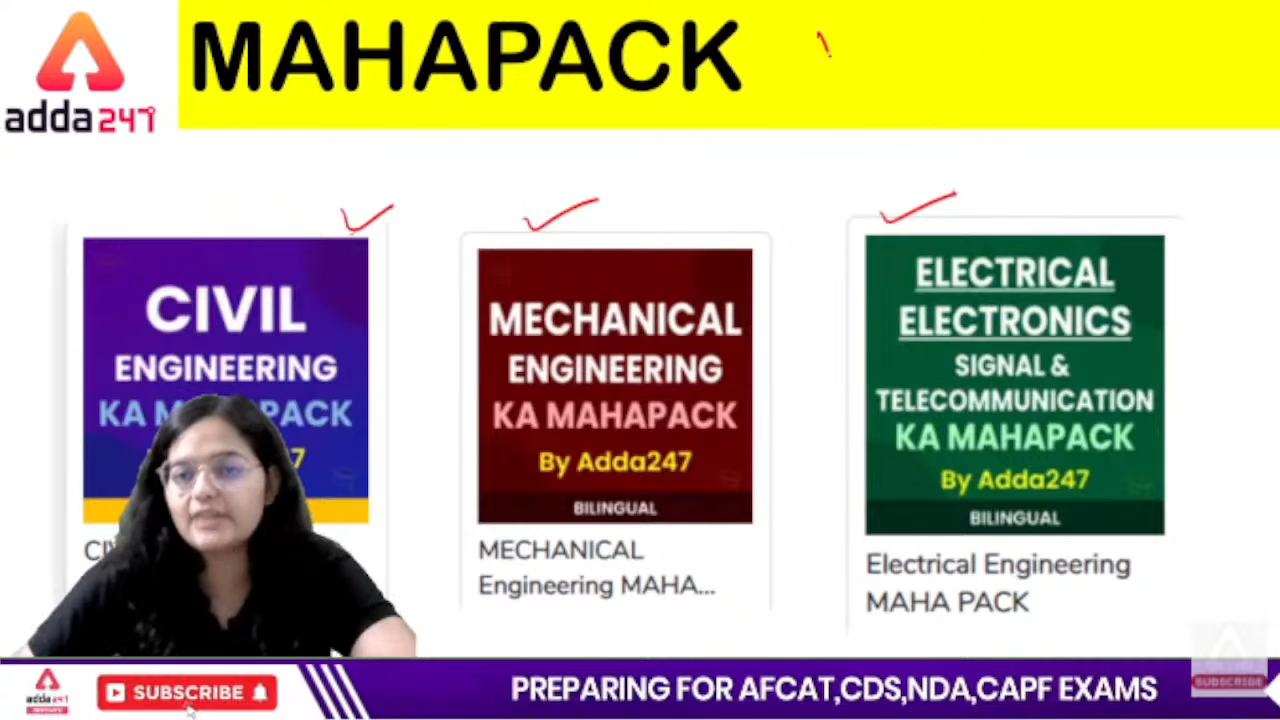 MAHAPACK
adda247
CIVIL
ENGINEERING
KA PACK
7
MECHANICAL
ENGINEERING
KA MAHAPACK
By Adda247
BILINGUAL
MECHANICAL
Engineering MAHA...
ELECTRICAL
ELECTRONICS
SIGNAL &
TELECOMMUNICATION
KA MAHAPACK
By Adda247
BILINGUAL
Electrical Engineering
MAHA PACK
adda247
SUBSCRIBE
PREPARING FOR AFCAT,CDS,NDA,CAPF EXAMS
SUBSCRIBE